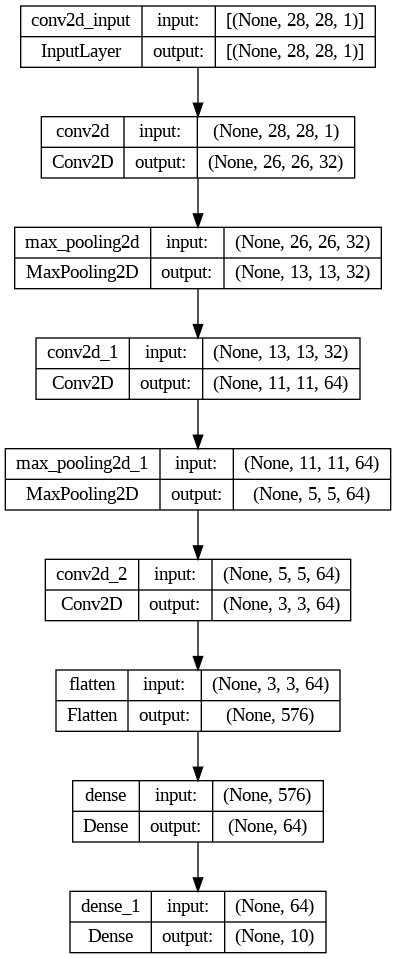 conv2d_input input: [(None, 28, 28, 1)]
InputLayer output: [(None, 28, 28, 1)]
conv2d input: (None, 28, 28, 1)
Conv2D output: (None, 26, 26, 32)
max_pooling2d input: (None, 26, 26, 32)
MaxPooling2D output: (None, 13, 13, 32)
conv2d_1 input: (None, 13, 13, 32)
Conv2D output: (None, 11, 11, 64)
max_pooling2d_1 input: (None, 11, 11, 64)
MaxPooling2D output: (None, 5, 5, 64)
conv2d_2 input: (None, 5, 5, 64)
Conv2D output: (None, 3, 3, 64)
flatten input: (None, 3, 3, 64)
Flatten output: (None, 576)
dense input: (None, 576)
Dense output: (None, 64)
dense_1 input: (None, 64)
Dense output: (None, 10)